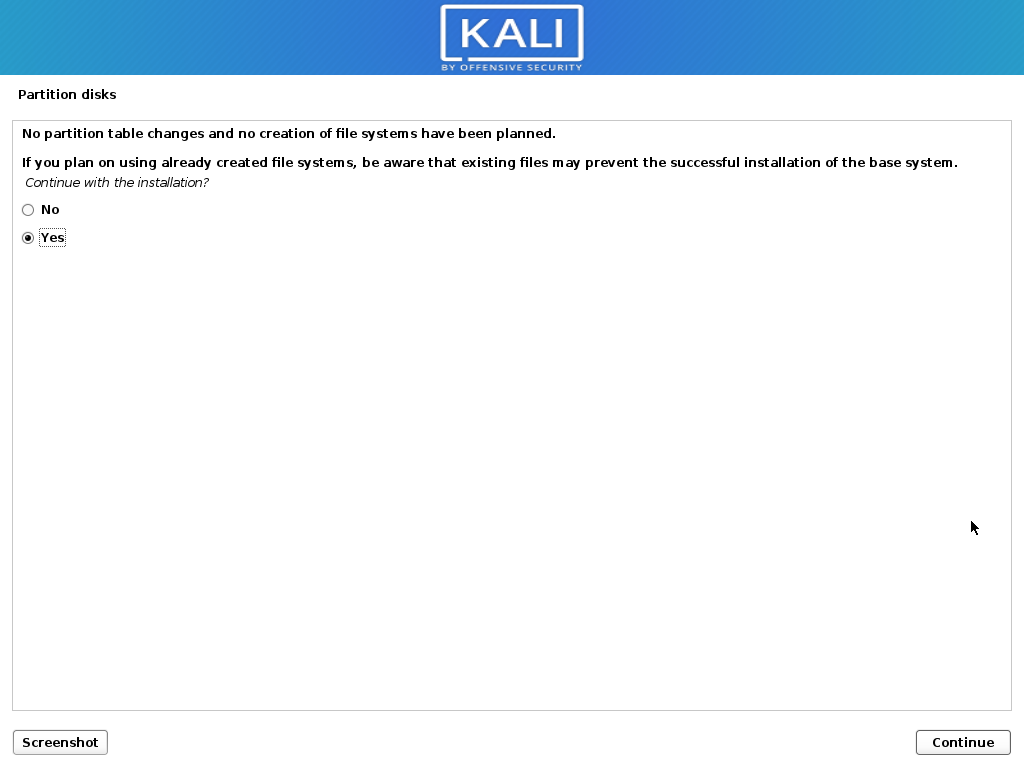 KALI
BY OFFENSIVE SECURITY
Partition disks
No partition table changes and no creation of file systems have been planned.
If you plan on using already created file systems, be aware that existing files may prevent the successful installation of the base system.
Continue with the installation?
No
Yes
Screenshot
Continue